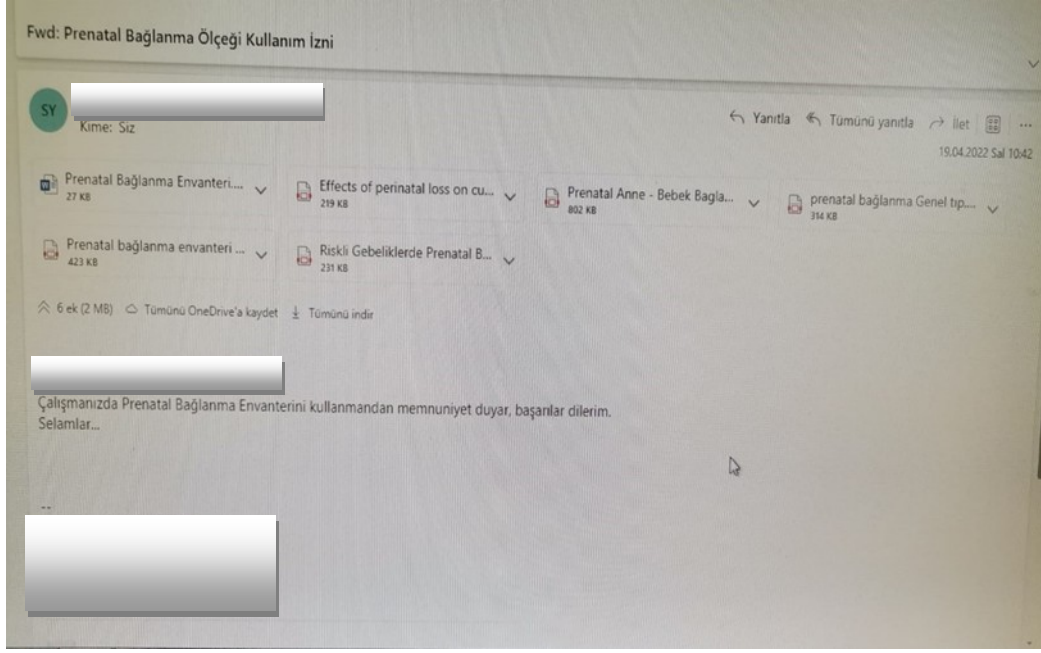 Fwd: Prenatal Bağlanma Ölçeği Kullanım İzni
SY
Kime: Siz
Yanıtla Tümünü yanıtla İlet ...
19.04.2022 Sal 10:42
Prenatal Bağlanma Envanteri.... Effects of perinatal loss on cu... Prenatal Anne - Bebek Bagla... prenatal bağlanma Genel tıp....
27 KB 219 KB 802 KB 314 KB
Prenatal bağlanma envanteri ... Riskli Gebeliklerde Prenatal B...
423 KB 231 KB
6 ek (2 MB) Tümünü OneDrive'a kaydet Tümünü indir
Çalışmanızda Prenatal Bağlanma Envanterini kullanmandan memnuniyet duyar, başarılar dilerim.
Selamlar...
--